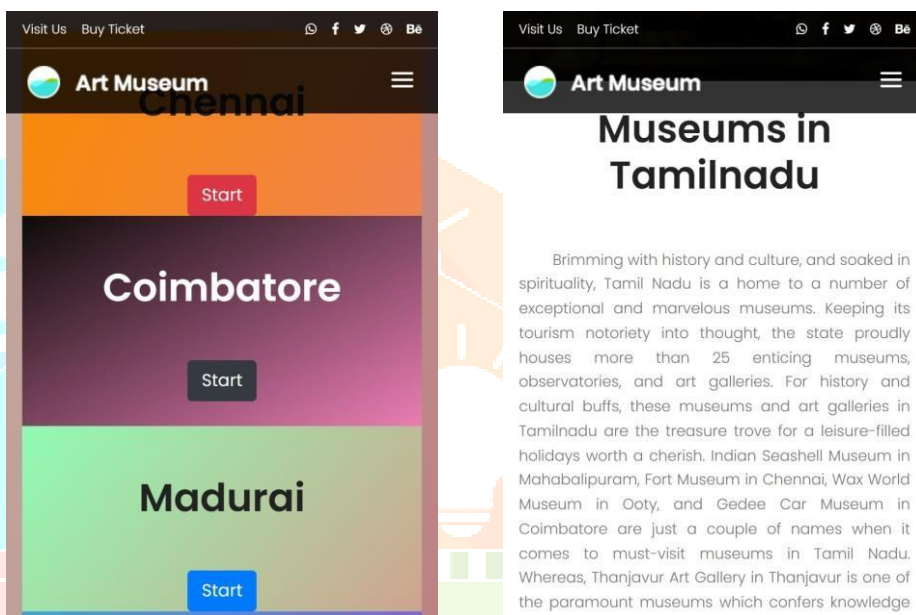 Visit Us Buy Ticket Bē
Art Museum
Chennai
Start
Coimbatore
Start
Madurai
Start
Visit Us Buy Ticket Bē
Art Museum
Museums in
Tamilnadu
Brimming with history and culture, and soaked in
spirituality, Tamil Nadu is a home to a number of
exceptional and marvelous museums. Keeping its
tourism notoriety into thought, the state proudly
houses more than 25 enticing museums,
observatories, and art galleries. For history and
cultural buffs, these museums and art galleries in
Tamilnadu are the treasure trove for a leisure-filled
holidays worth a cherish. Indian Seashell Museum in
Mahabalipuram, Fort Museum in Chennai, Wax World
Museum in Ooty, and Gedee Car Museum in
Coimbatore are just a couple of names when it
comes to must-visit museums in Tamil Nadu.
Whereas, Thanjavur Art Gallery in Thanjavur is one of
the paramount museums which confers knowledge